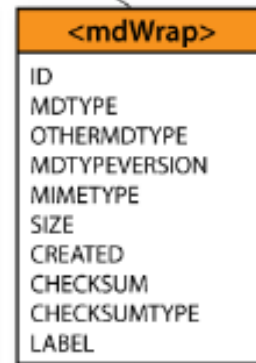 <mdWrap>
ID
MDTYPE
OTHERMDTYPE
MDTYPEVERSION
MIMETYPE
SIZE
CREATED
CHECKSUM
CHECKSUMTYPE
LABEL